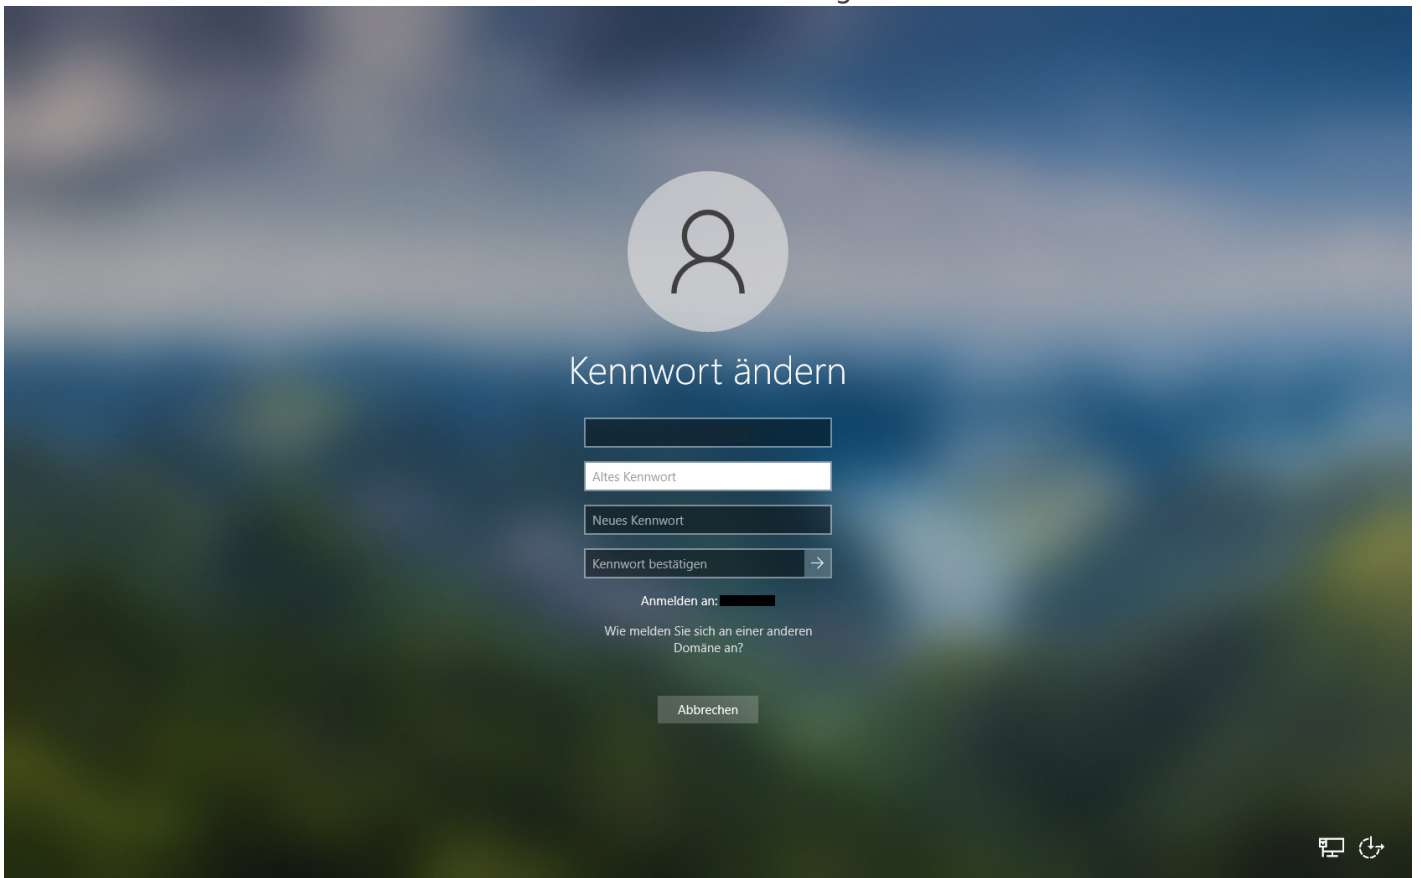 Kennwort ändern
Altes Kennwort
Neues Kennwort
Kennwort bestätigen
Anmelden an:
Wie melden Sie sich an einer anderen
Domäne an?
Abbrechen